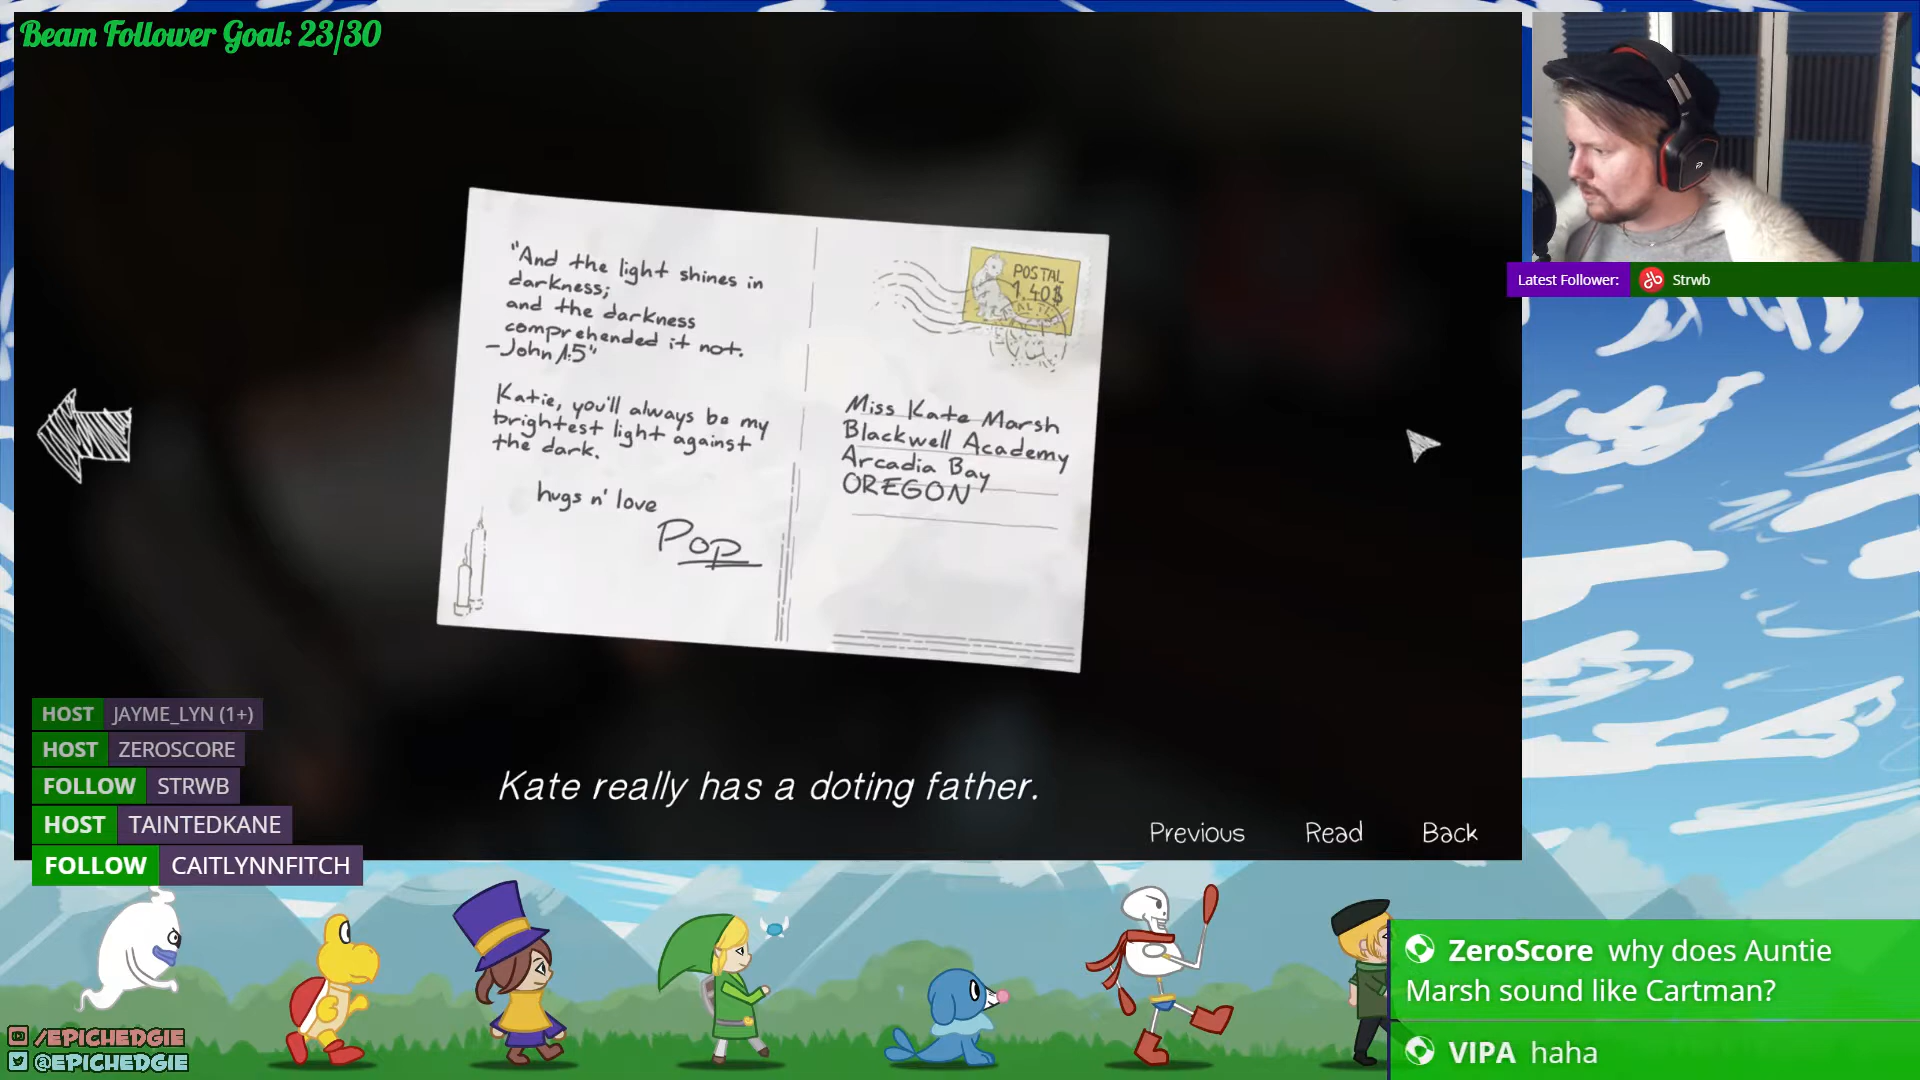 Beam Follower Goal: 23/30
"And the light shines in
darkness;
and the darkness
comprehended it not.
-John 1:5"
Katie, you'll always be my
brightest light against
the dark.
hugs n' love
Pop
POSTAL
1.40$
Miss Kate Marsh
Blackwell Academy
Arcadia Bay
OREGON
Kate really has a doting father.
Previous Read Back
Latest Follower: Strwb
HOST JAYME_LYN (1+)
HOST ZEROSCORE
FOLLOW STRWB
HOST TAINTEDKANE
FOLLOW CAITLYNNFITCH
/EPICHEDGIE
@EPICHEDGIE
ZeroScore why does Auntie
Marsh sound like Cartman?
VIPA haha